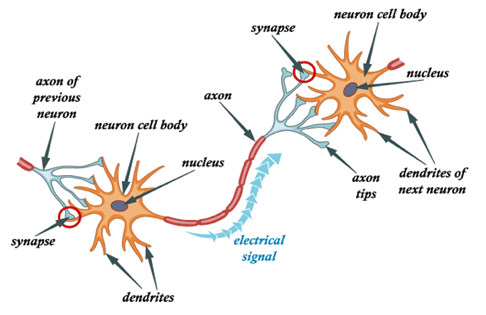 neuron cell body
synapse
nucleus
axon of
previous
neuron
axon
neuron cell body
nucleus
axon
tips
dendrites of
next neuron
synapse
electrical
signal
dendrites